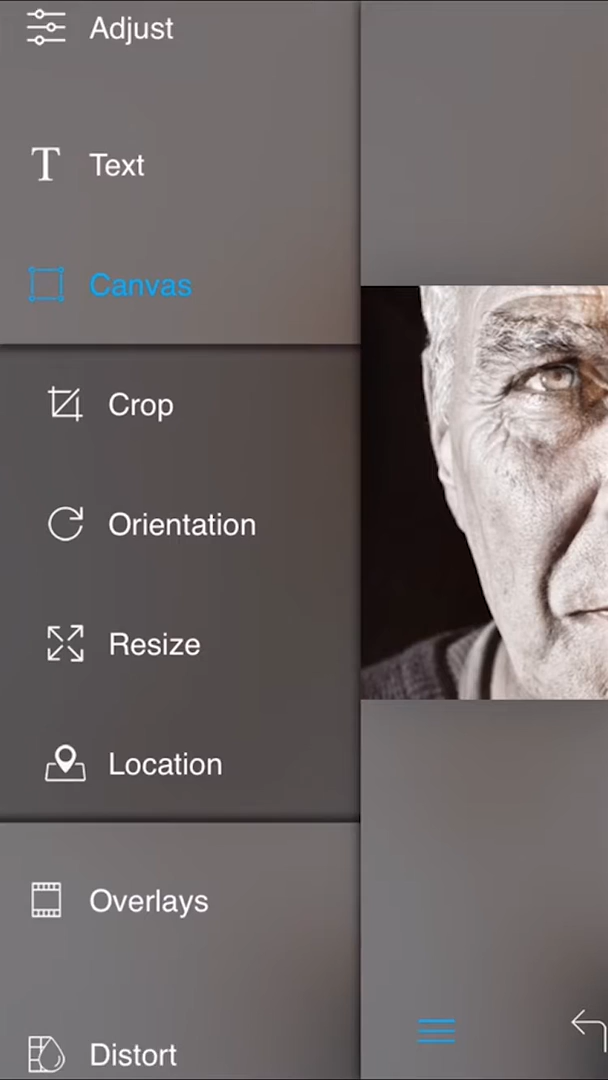 Adjust
Text
Canvas
Crop
Orientation
Resize
Location
Overlays
Distort